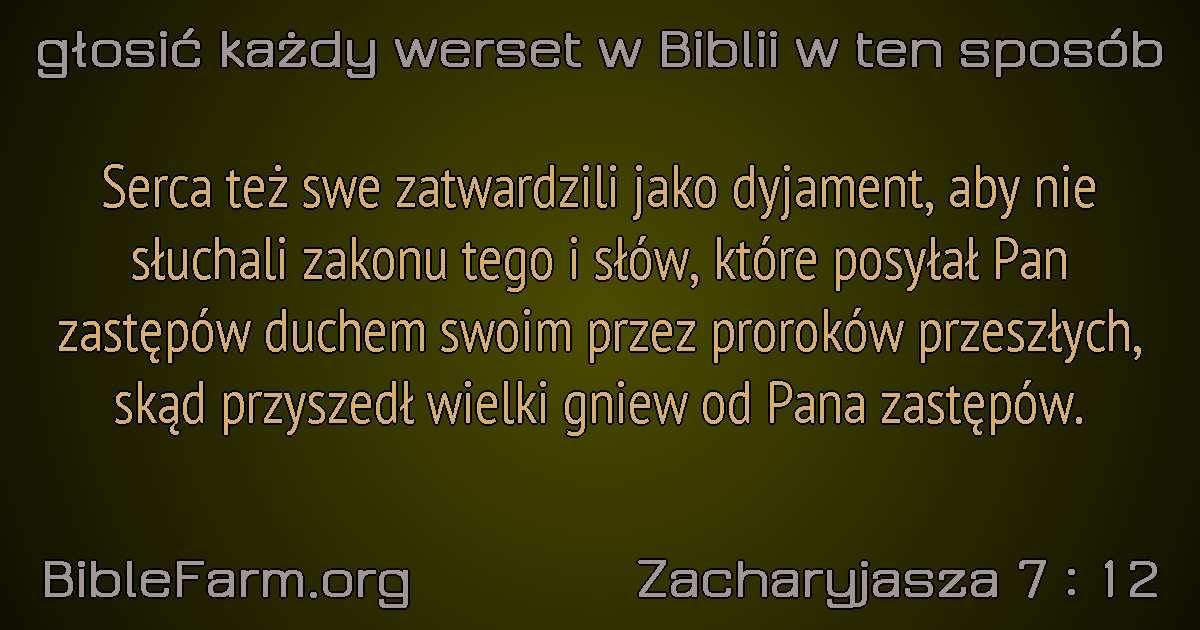 głosić każdy werset w Biblii w ten sposób
Serca też swe zatwardzili jako dyjament, aby nie
słuchali zakonu tego i słów, które posyłał Pan
zastępów duchem swoim przez proroków przeszłych,
skąd przyszedł wielki gniew od Pana zastępów.
BibleFarm.org
Zacharyjasza 7 : 12